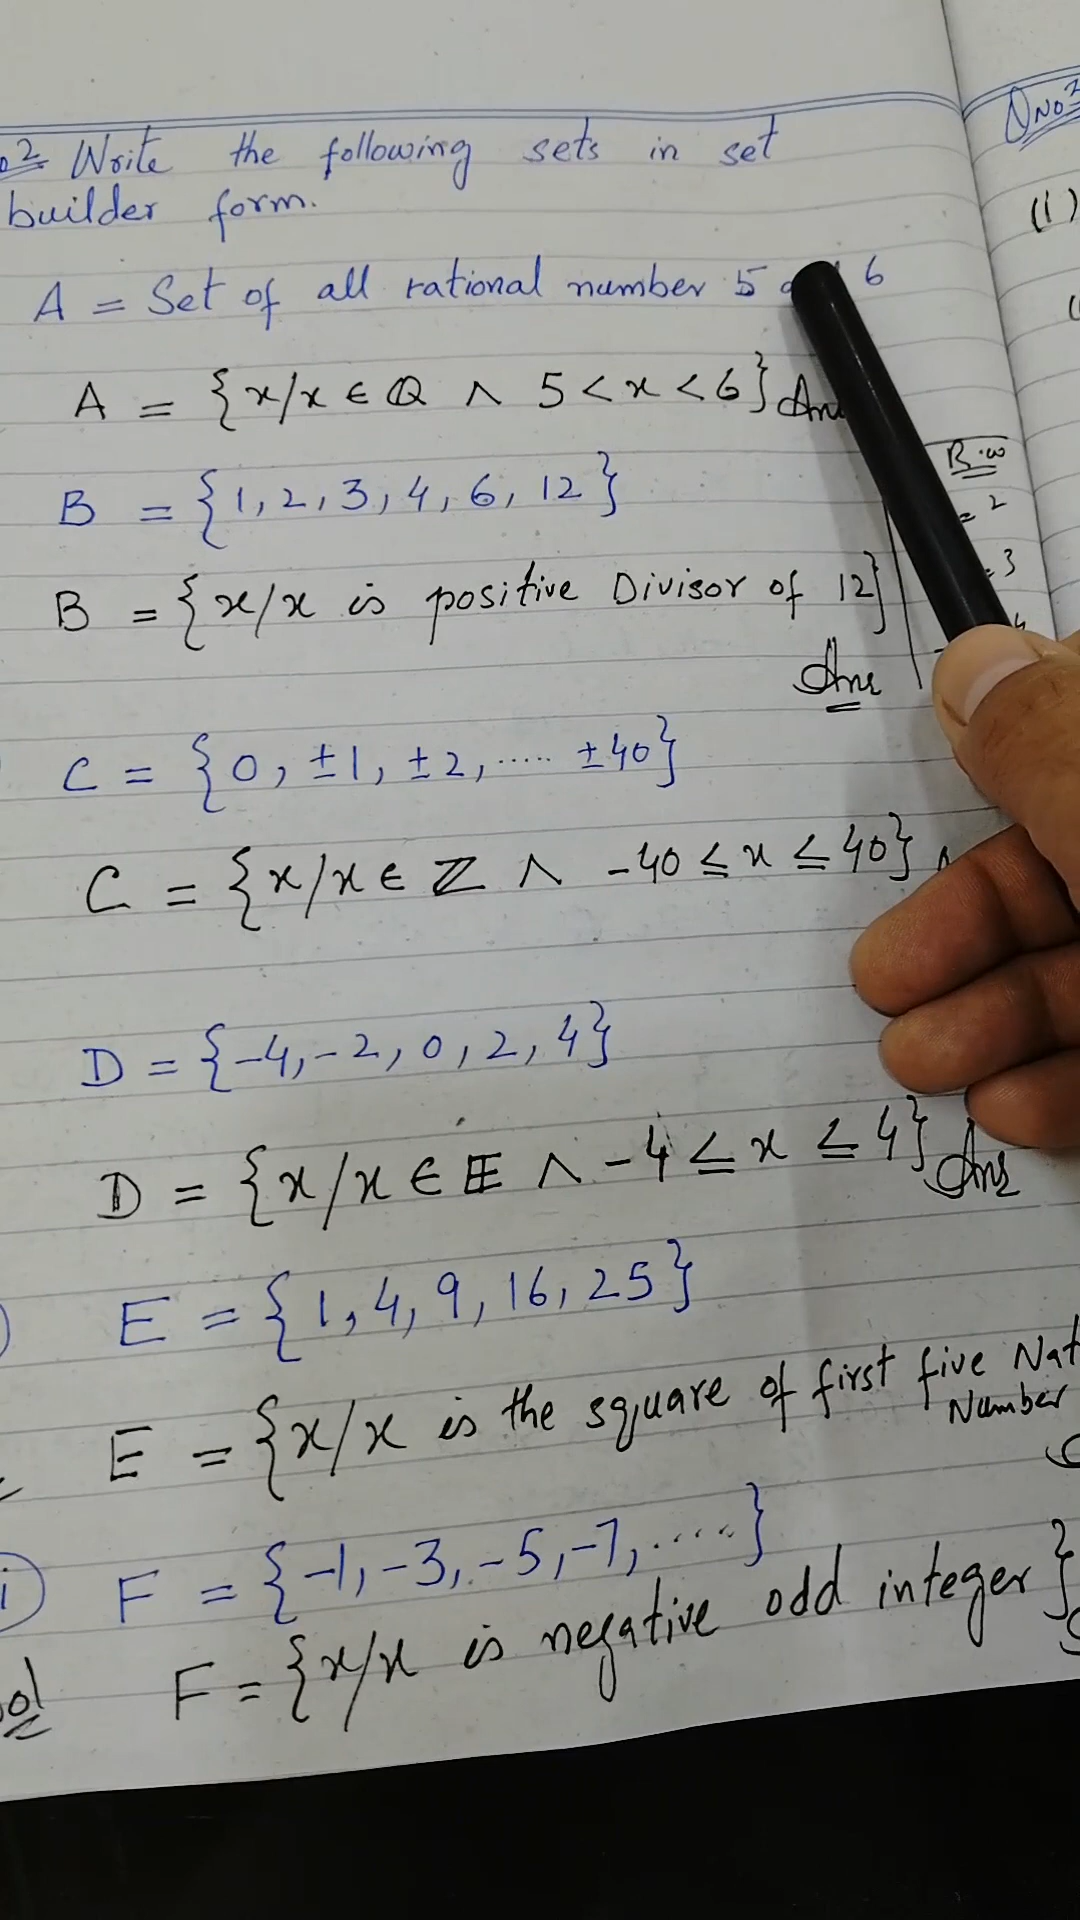 Write the following sets in set
builder form.
A = Set of all rational number 5 6
A = {x/x ∈ Q ∧ 5 < x < 6} Ans
B = {1, 2, 3, 4, 6, 12}
B = {x/x is positive Divisor of 12}
Ans
C = {0, ±1, ±2, ..... ±40}
C = {x/x ∈ Z ∧ -40 ≤ x ≤ 40}
D = {-4, -2, 0, 2, 4}
D = {x/x ∈ E ∧ -4 ≤ x ≤ 4} Ans
E = {1, 4, 9, 16, 25}
E = {x/x is the square of first five Nat
Number
F = {-1, -3, -5, -7, .....}
F = {x/x is negative odd integer}
R.w
= 2
3
QNo2
(i)